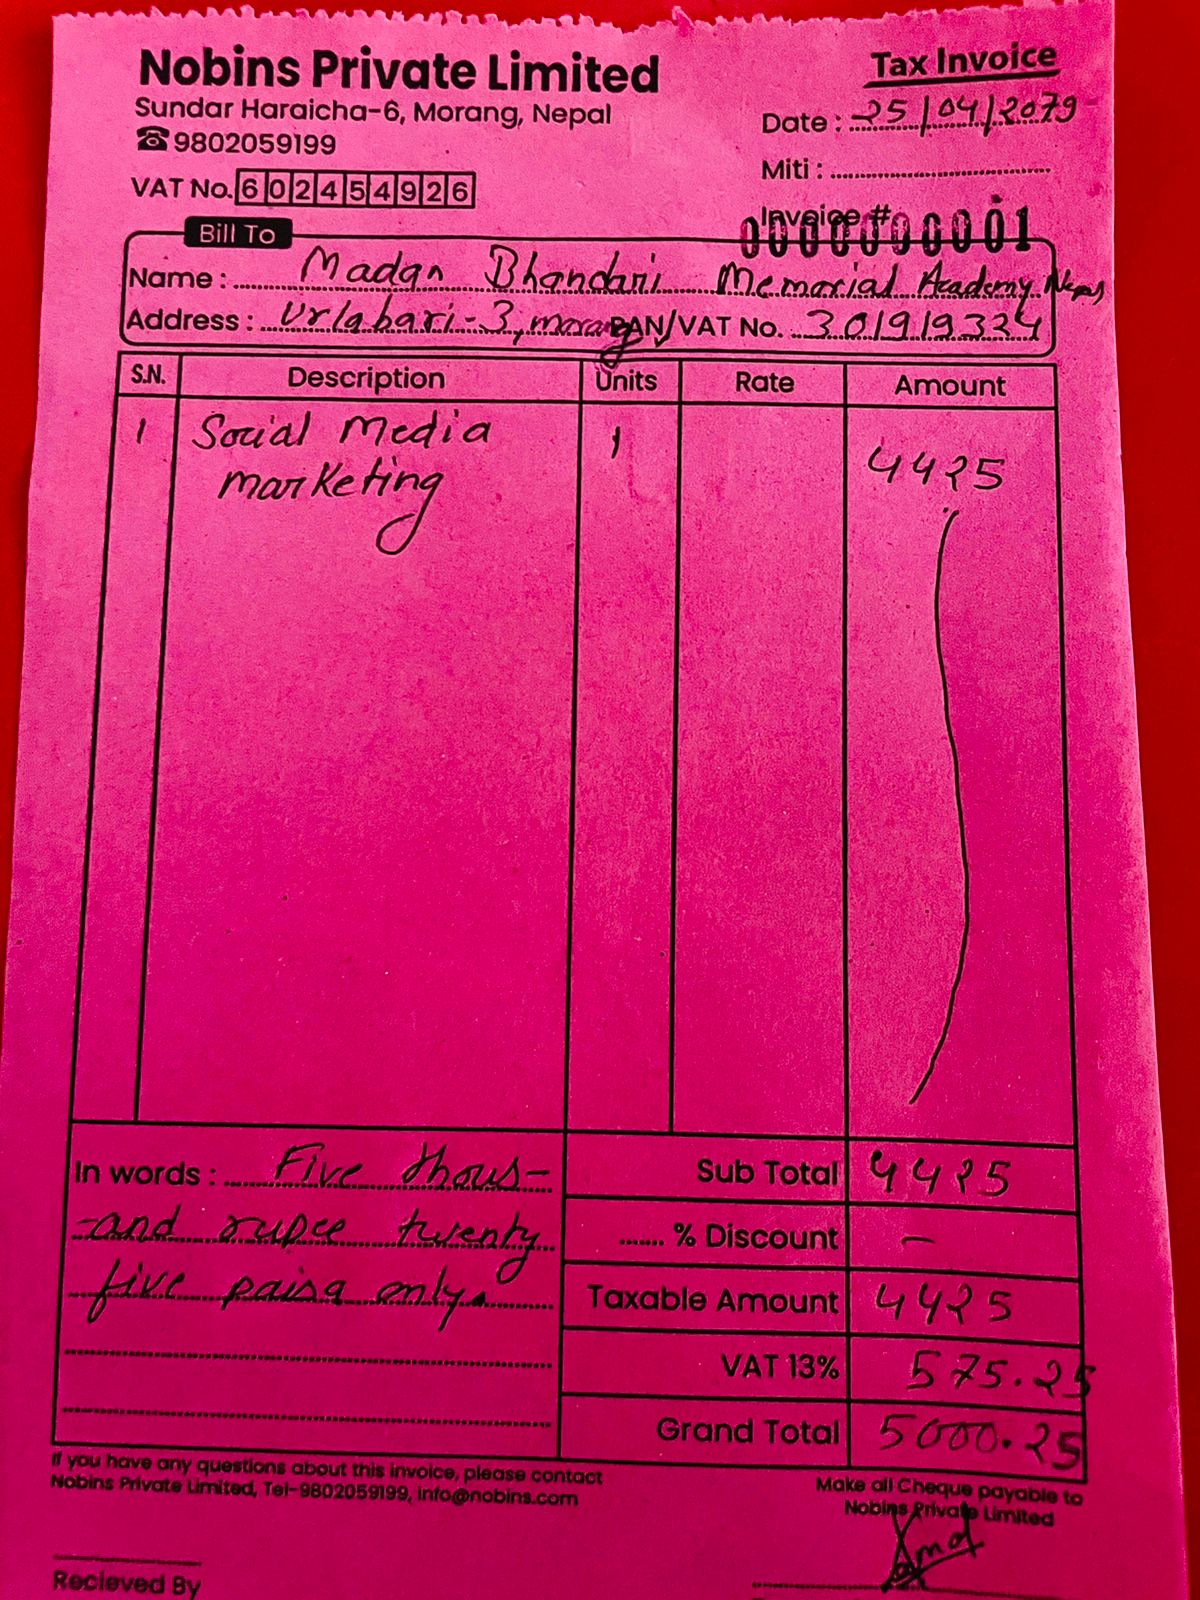 Nobins Private Limited
Tax Invoice
Sundar Haraicha-6, Morang, Nepal
☎ 9802059199
Date : 25/04/2079
Miti :
VAT No. 602454926
Invoice # 0000000001
Bill To
Name : Madan Bhandari Memorial Academy Nepal
Address : Urlabari-3, morang PAN/VAT No. 301919334
S.N. Description Units Rate Amount
1 Social Media 1 4425
marketing
In words : Five thous-
-and rupee twenty
five paisa only.
Sub Total 4425
....... % Discount –
Taxable Amount 4425
VAT 13% 575.25
Grand Total 5000.25
If you have any questions about this invoice, please contact
Nobins Private Limited, Tel-9802059199, info@nobins.com
Make all Cheque payable to
Nobins Private Limited
Recieved By